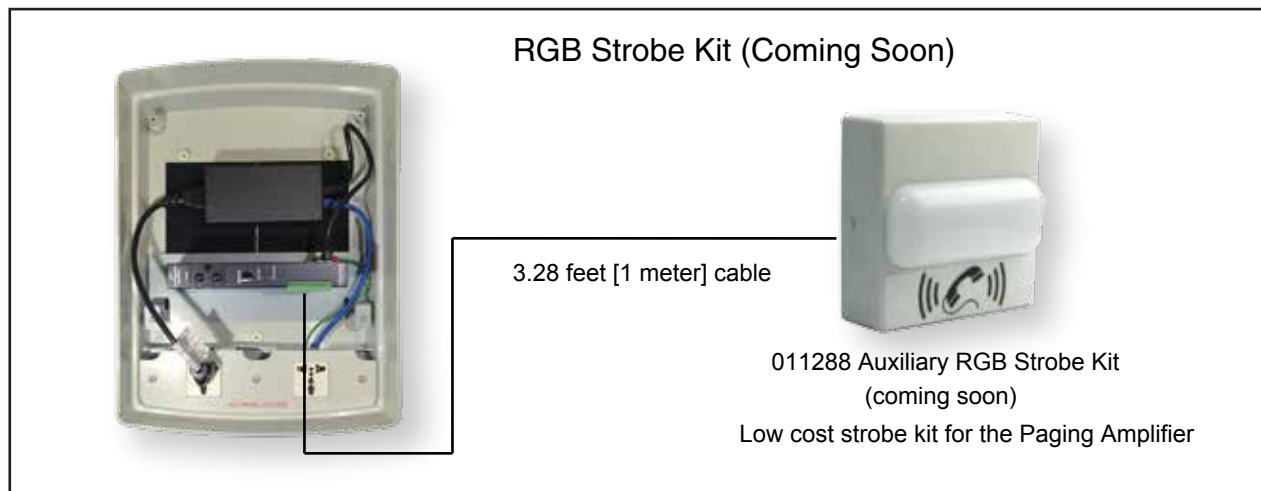 RGB Strobe Kit (Coming Soon)
3.28 feet [1 meter] cable
011288 Auxiliary RGB Strobe Kit
(coming soon)
Low cost strobe kit for the Paging Amplifier